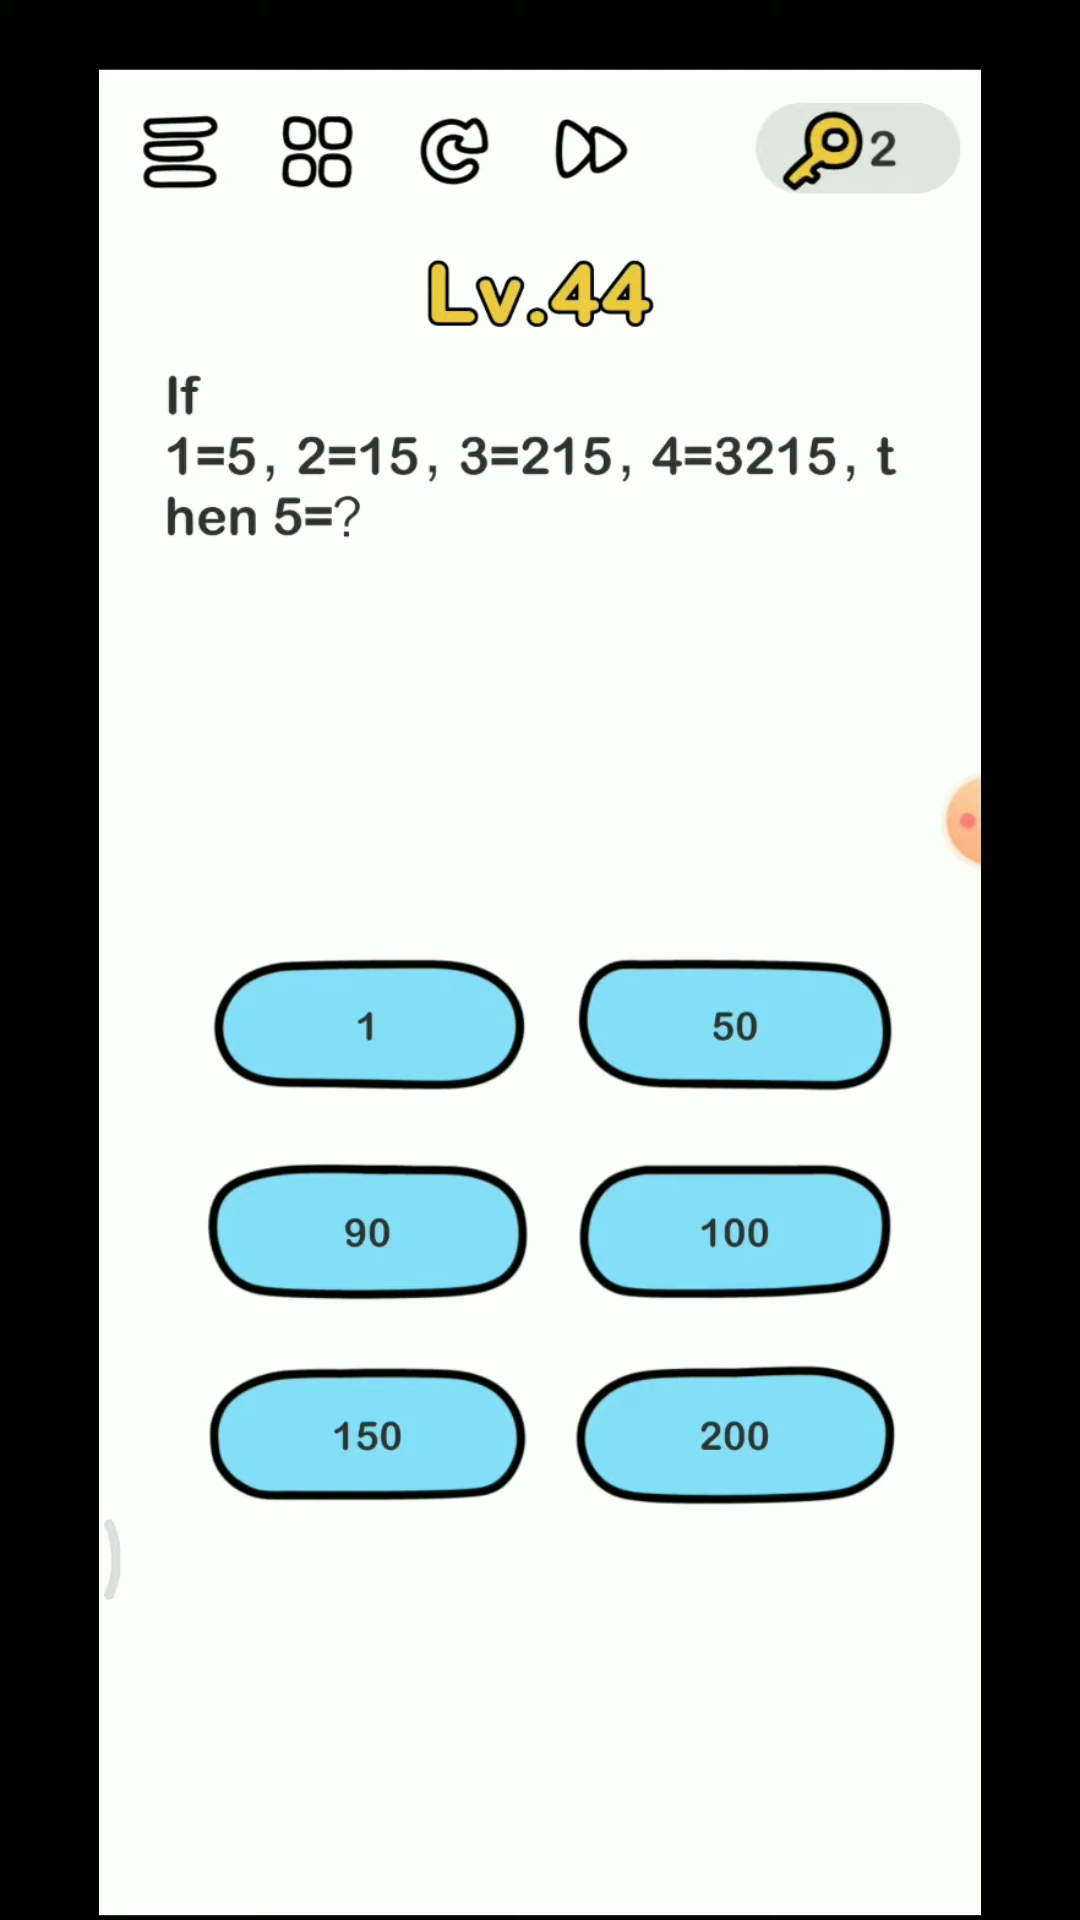 2
Lv.44
If
1=5, 2=15, 3=215, 4=3215, t
hen 5=?
1
50
90
100
150
200